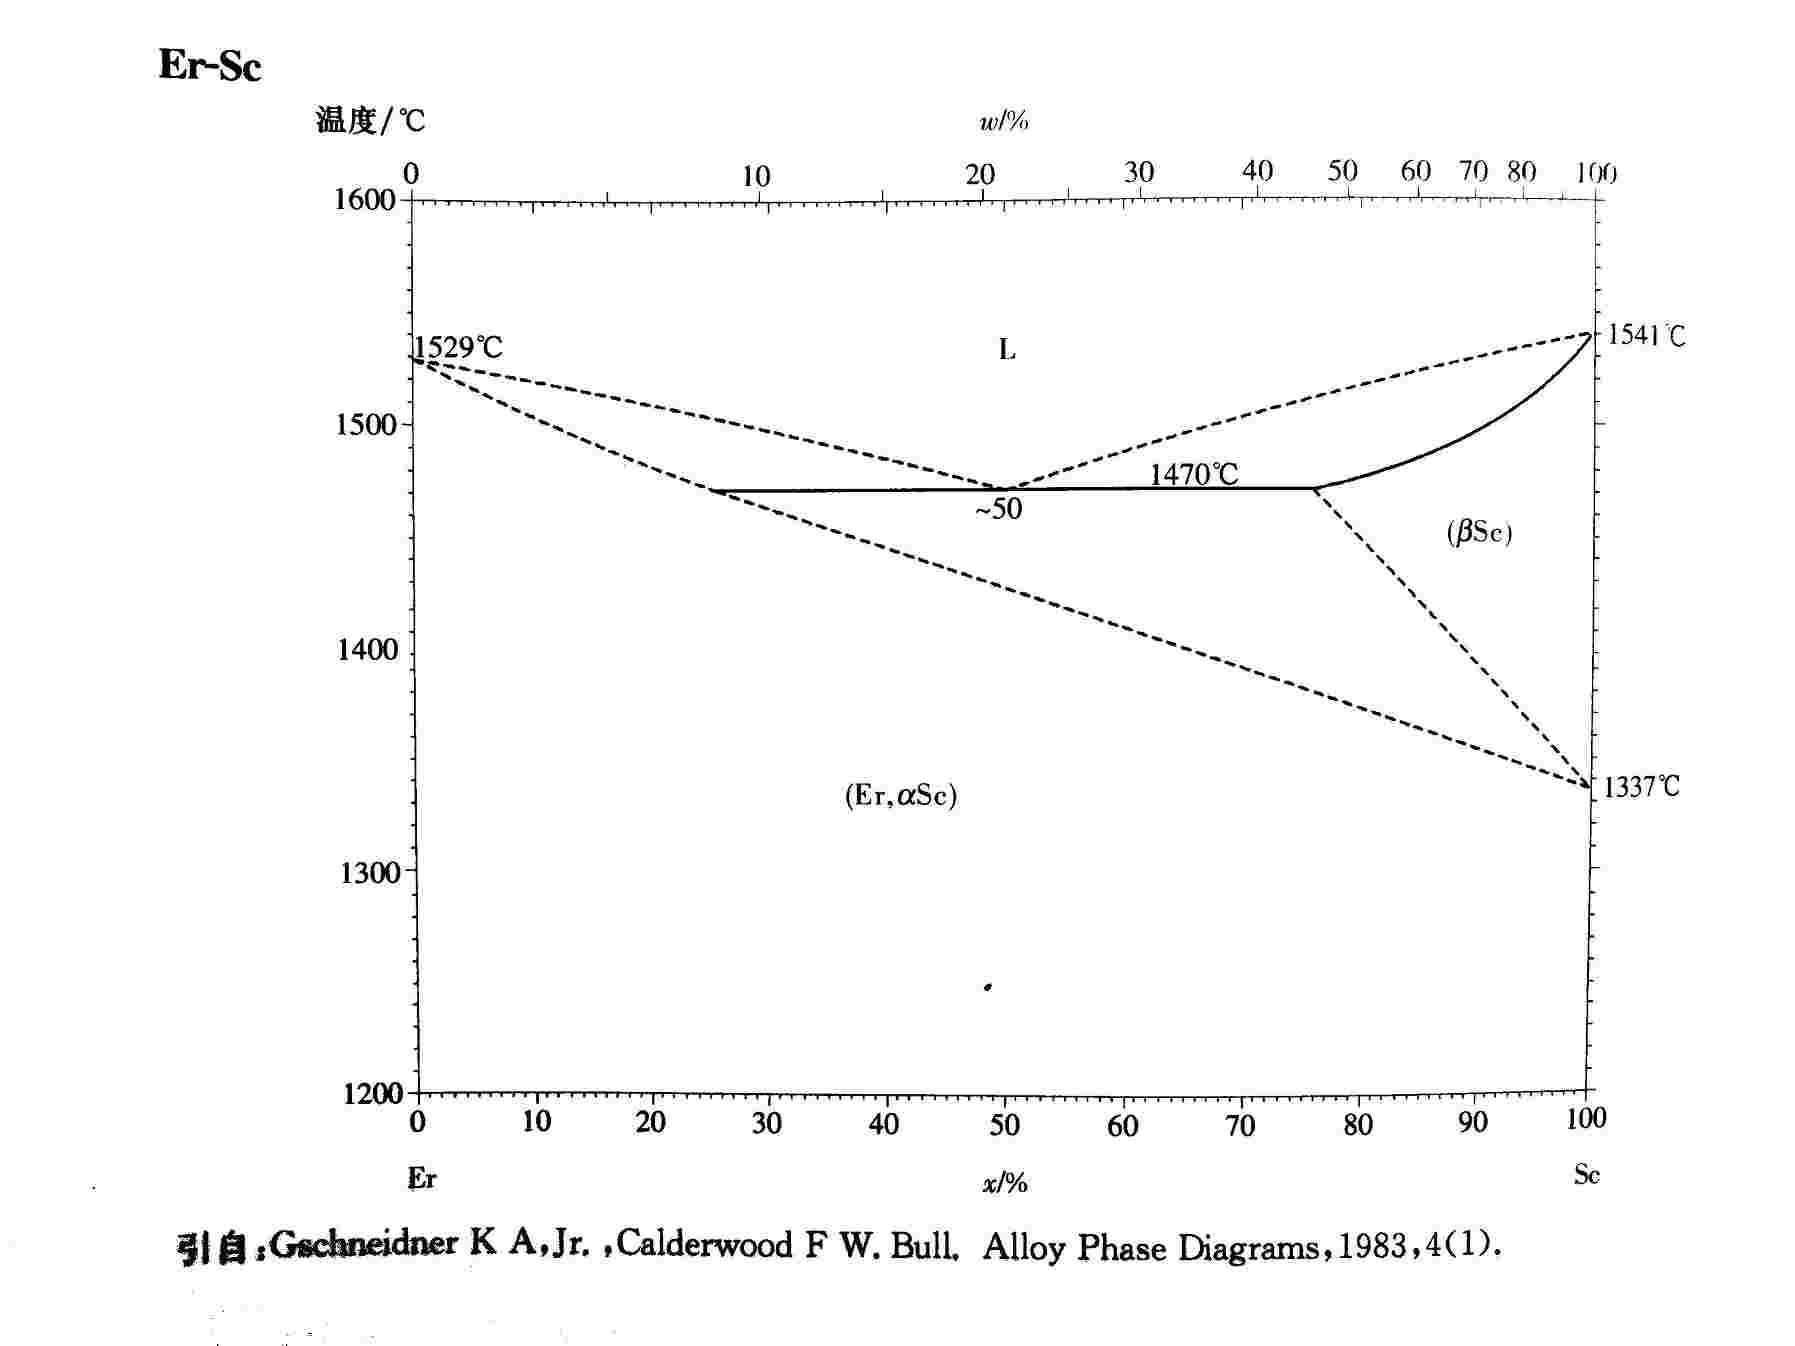 Er-Sc
温度/℃
w/%
0 10 20 30 40 50 60 70 80 100
1600
1529℃
L
1541℃
1500
1470℃
~50
(βSc)
1400
1337℃
(Er,αSc)
1300
1200
0 10 20 30 40 50 60 70 80 90 100
Er x/% Sc
引自:Gschneidner K A,Jr. ,Calderwood F W. Bull. Alloy Phase Diagrams,1983,4(1).